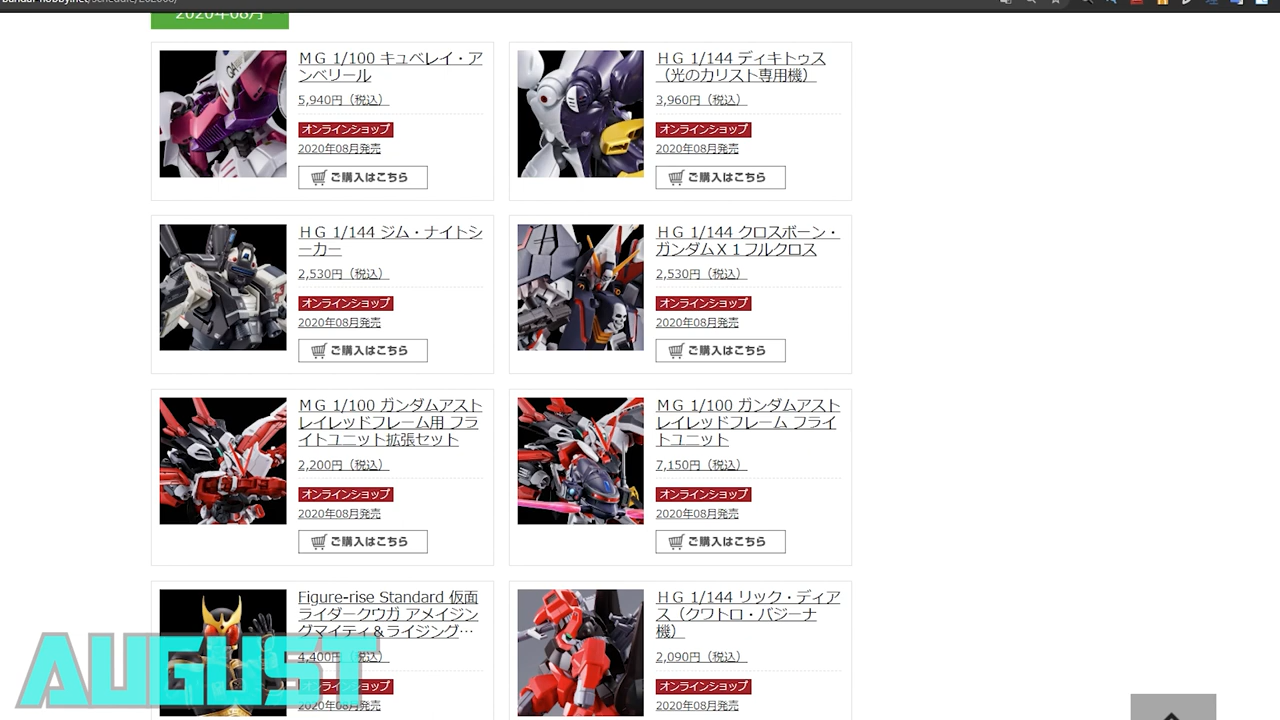 2020年08月
ＭＧ 1/100 キュベレイ・ア
ンベリール
5,940円（税込）
オンラインショップ
2020年08月発売
ご購入はこちら
ＨＧ 1/144 ディキトゥス
（光のカリスト専用機）
3,960円（税込）
オンラインショップ
2020年08月発売
ご購入はこちら
ＨＧ 1/144 ジム・ナイトシ
ーカー
2,530円（税込）
オンラインショップ
2020年08月発売
ご購入はこちら
ＨＧ 1/144 クロスボーン・
ガンダムＸ１フルクロス
2,530円（税込）
オンラインショップ
2020年08月発売
ご購入はこちら
ＭＧ 1/100 ガンダムアスト
レイレッドフレーム用 フラ
イトユニット拡張セット
2,200円（税込）
オンラインショップ
2020年08月発売
ご購入はこちら
ＭＧ 1/100 ガンダムアスト
レイレッドフレーム フライ
トユニット
7,150円（税込）
オンラインショップ
2020年08月発売
ご購入はこちら
Figure-rise Standard 仮面
ライダークウガ アメイジン
グマイティ＆ライジング…
4,400円（税込）
オンラインショップ
2020年08月発売
ＨＧ 1/144 リック・ディア
ス（クワトロ・バジーナ
機）
2,090円（税込）
オンラインショップ
2020年08月発売
AUGUST